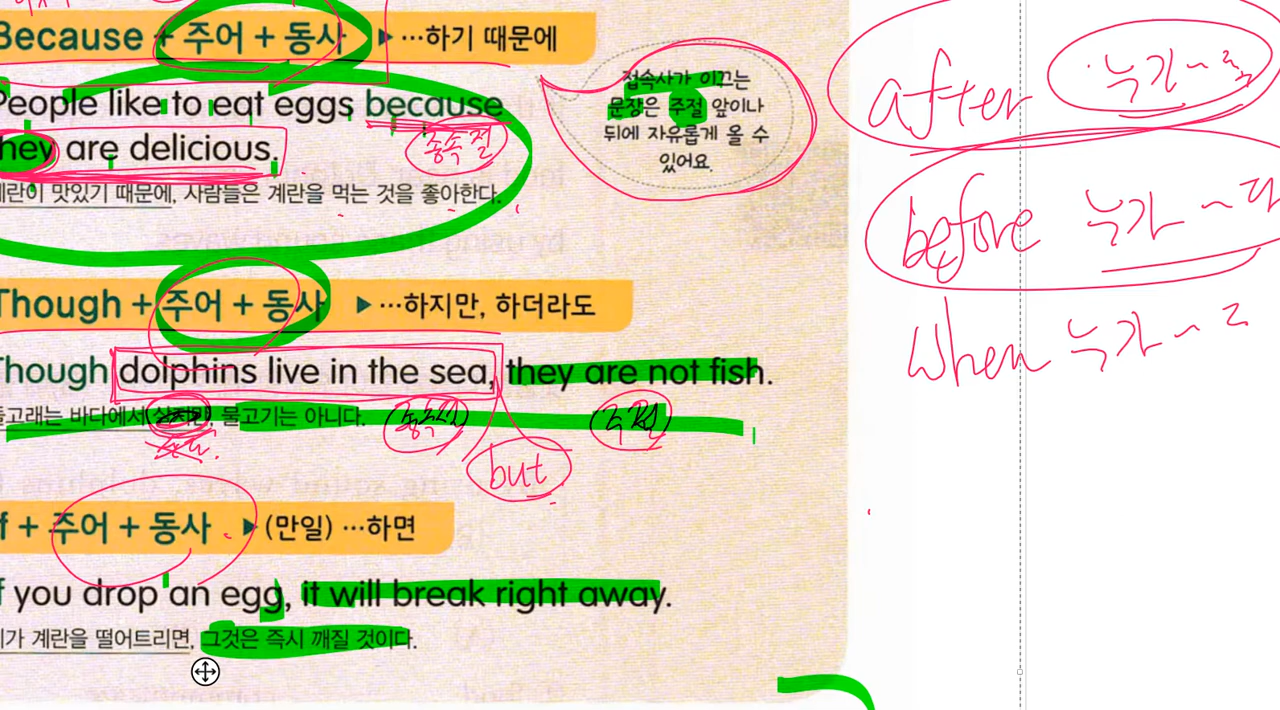 Because + 주어 + 동사 ▶ …하기 때문에
People like to eat eggs because
they are delicious.
종속절
계란이 맛있기 때문에, 사람들은 계란을 먹는 것을 좋아한다.
접속사가 이끄는
문장은 주절 앞이나
뒤에 자유롭게 올 수
있어요.
after 누가~
before 누가 ~다
when 누가 ~
Though + 주어 + 동사 ▶ …하지만, 하더라도
Though dolphins live in the sea, they are not fish.
돌고래는 바다에서 살지만, 물고기는 아니다.
종속절
주절
but
If + 주어 + 동사 ▶ (만일) …하면
If you drop an egg, it will break right away.
네가 계란을 떨어트리면, 그것은 즉시 깨질 것이다.